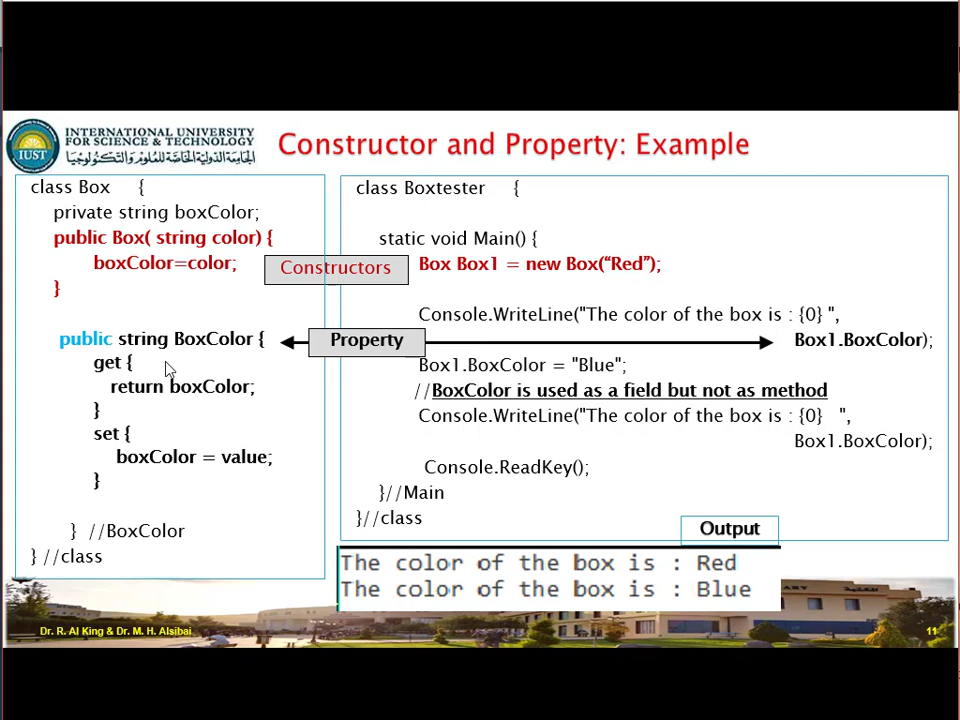 INTERNATIONAL UNIVERSITY
FOR SCIENCE & TECHNOLOGY
الجامعة الدولية الخاصة للعلوم والتكنولوجيا
IUST
Constructor and Property: Example
class Box {
private string boxColor;
public Box( string color) {
boxColor=color;
}
public string BoxColor {
get {
return boxColor;
}
set {
boxColor = value;
}
} //BoxColor
} //class
Constructors
Property
class Boxtester {
static void Main() {
Box Box1 = new Box(“Red”);
Console.WriteLine("The color of the box is : {0} ",
Box1.BoxColor);
Box1.BoxColor = "Blue";
//BoxColor is used as a field but not as method
Console.WriteLine("The color of the box is : {0} ",
Box1.BoxColor);
Console.ReadKey();
}//Main
}//class
Output
The color of the box is : Red
The color of the box is : Blue
Dr. R. Al King & Dr. M. H. Alsibai
11